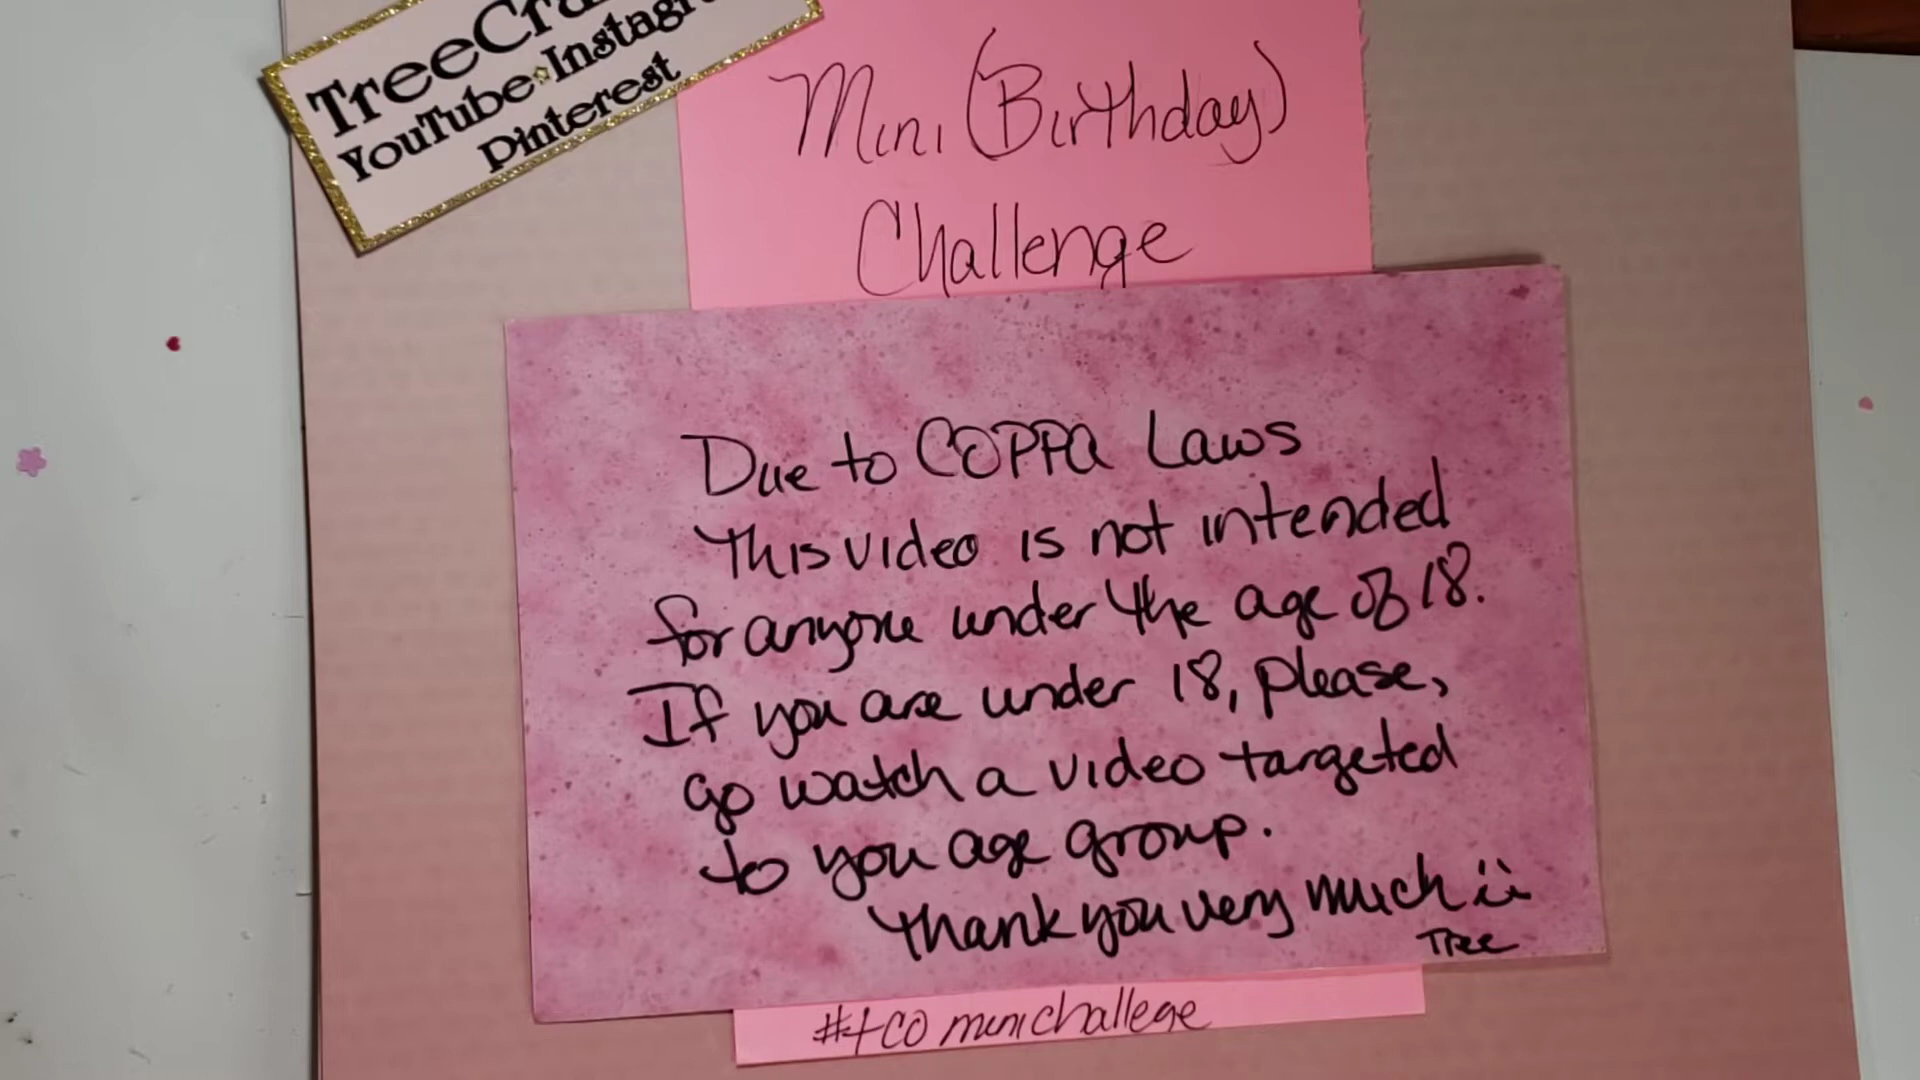 TreeCra
YouTube Instagr
Pinterest
Mini (Birthday)
Challenge
Due to COPPA Laws
This video is not intended
for anyone under the age of 18.
If you are under 18, please,
go watch a video targeted
to you age group.
Thank you very much ü
Tree
#tco minichallege